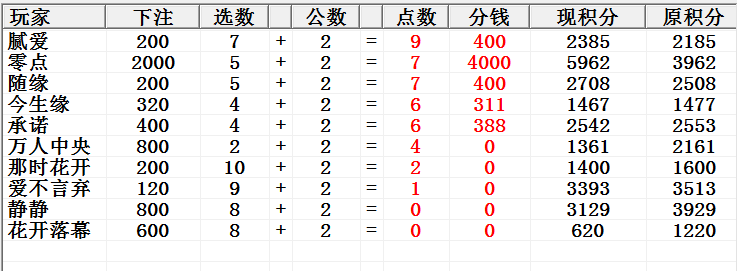 玩家 下注 选数 公数 点数 分钱 现积分 原积分
腻爱 200 7 + 2 = 9 400 2385 2185
零点 2000 5 + 2 = 7 4000 5962 3962
随缘 200 5 + 2 = 7 400 2708 2508
今生缘 320 4 + 2 = 6 311 1467 1477
承诺 400 4 + 2 = 6 388 2542 2553
万人中央 800 2 + 2 = 4 0 1361 2161
那时花开 200 10 + 2 = 2 0 1400 1600
爱不言弃 120 9 + 2 = 1 0 3393 3513
静静 800 8 + 2 = 0 0 3129 3929
花开落幕 600 8 + 2 = 0 0 620 1220